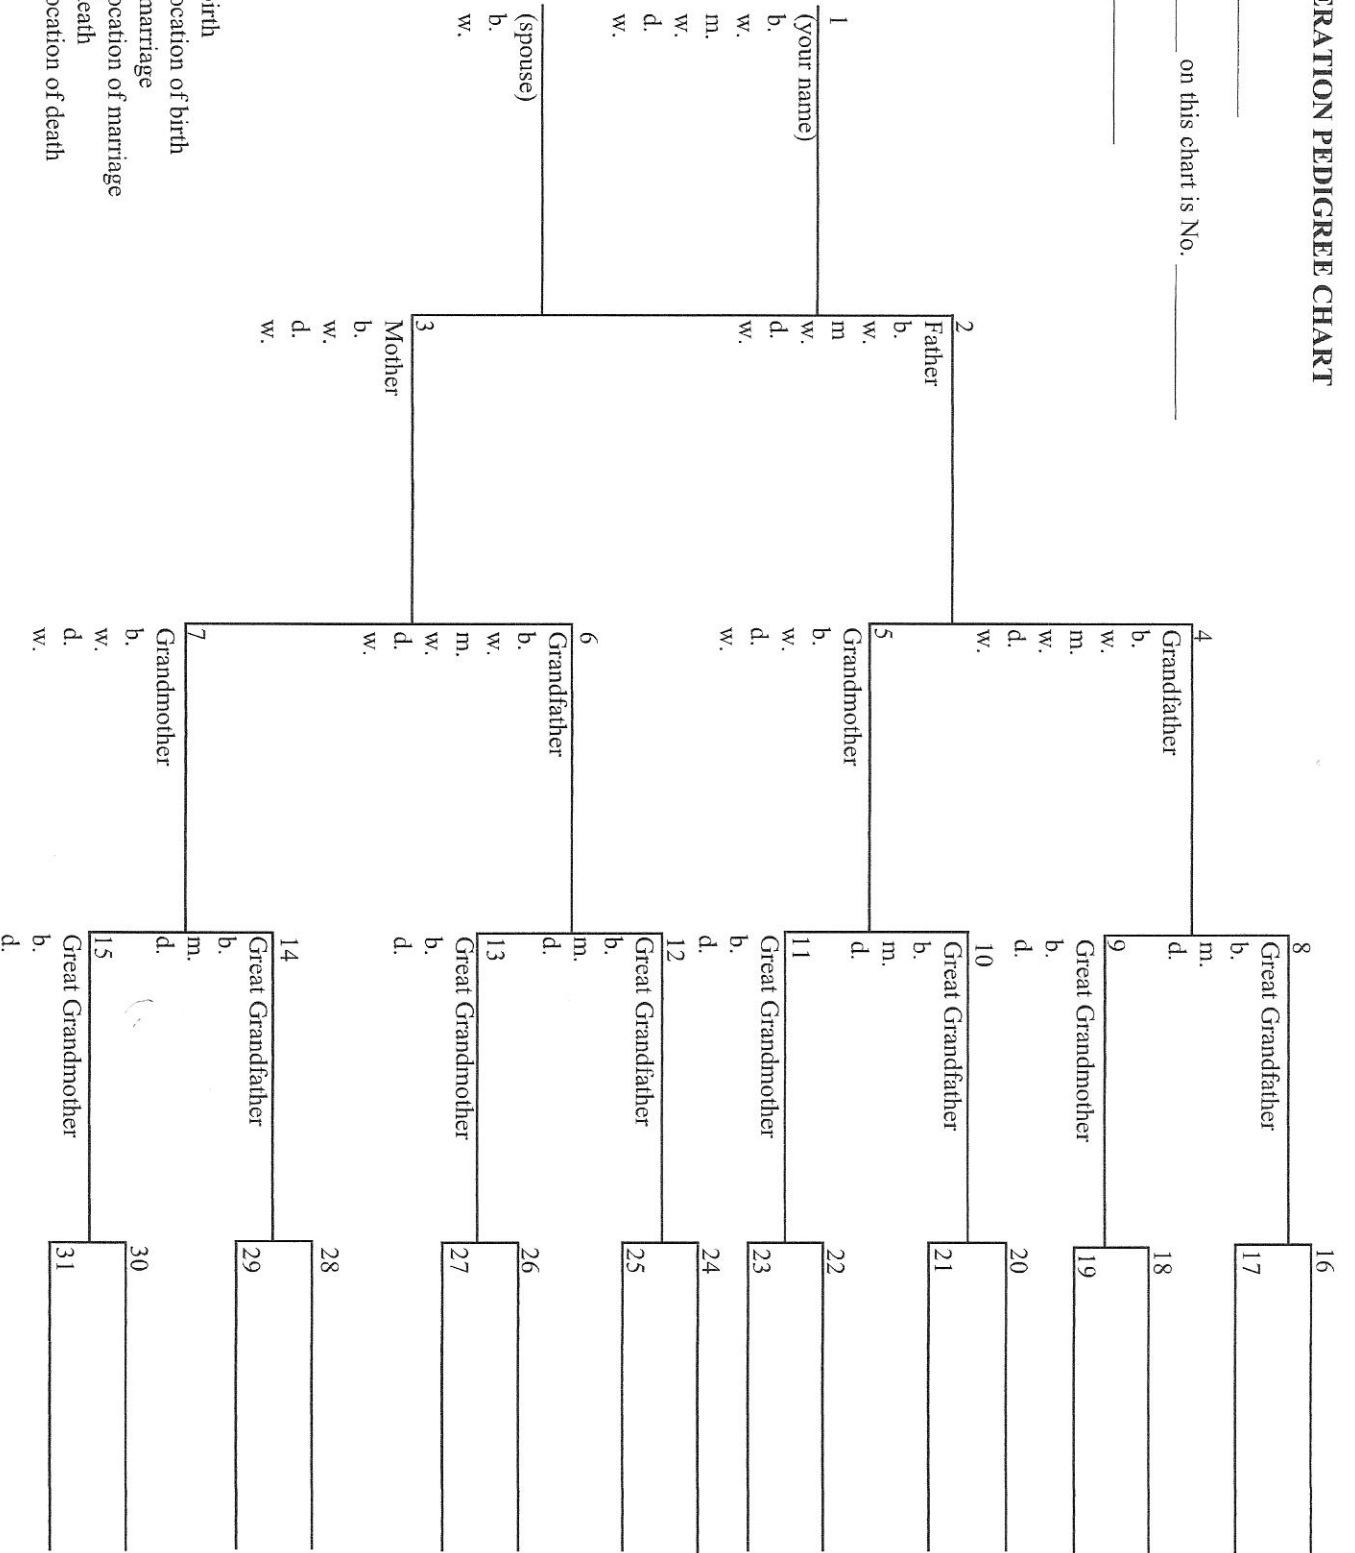 ERATION PEDIGREE CHART
on this chart is No.
1
(your name)
b.
w.
m.
w.
d.
w.
(spouse)
b.
w.
irth
ocation of birth
marriage
ocation of marriage
eath
ocation of death
2
Father
b.
w.
m
w.
d.
w.
3
Mother
b.
w.
d.
w.
4
Grandfather
b.
w.
m.
w.
d.
w.
5
Grandmother
b.
w.
d.
w.
6
Grandfather
b.
w.
m.
w.
d.
w.
7
Grandmother
b.
w.
d.
w.
8
Great Grandfather
b.
m.
d.
9
Great Grandmother
b.
d.
10
Great Grandfather
b.
m.
d.
11
Great Grandmother
b.
d.
12
Great Grandfather
b.
m.
d.
13
Great Grandmother
b.
d.
14
Great Grandfather
b.
m.
d.
15
Great Grandmother
b.
d.
16
17
18
19
20
21
22
23
24
25
26
27
28
29
30
31